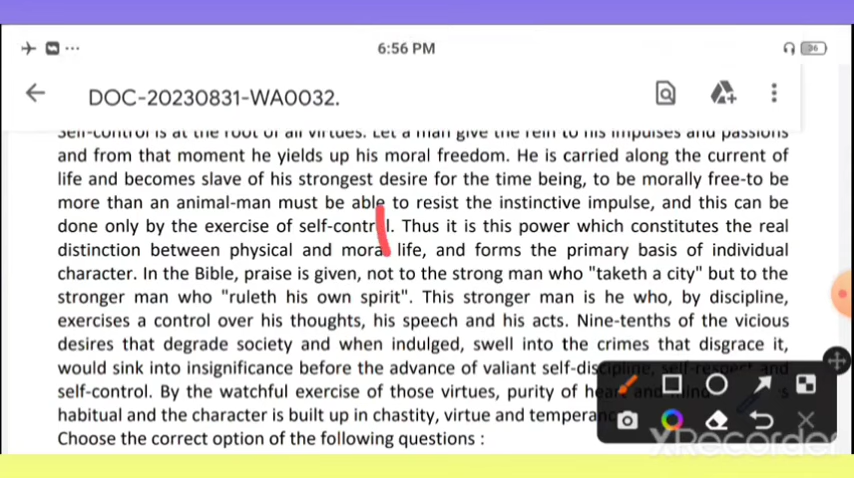 6:56 PM
36
DOC-20230831-WA0032.
Self-control is at the root of all virtues. Let a man give the rein to his impulses and passions
and from that moment he yields up his moral freedom. He is carried along the current of
life and becomes slave of his strongest desire for the time being, to be morally free-to be
more than an animal-man must be able to resist the instinctive impulse, and this can be
done only by the exercise of self-control. Thus it is this power which constitutes the real
distinction between physical and moral life, and forms the primary basis of individual
character. In the Bible, praise is given, not to the strong man who "taketh a city" but to the
stronger man who "ruleth his own spirit". This stronger man is he who, by discipline,
exercises a control over his thoughts, his speech and his acts. Nine-tenths of the vicious
desires that degrade society and when indulged, swell into the crimes that disgrace it,
would sink into insignificance before the advance of valiant self-discipline, self-respect and
self-control. By the watchful exercise of those virtues, purity of heart and mind
habitual and the character is built up in chastity, virtue and temperance
Choose the correct option of the following questions :
XRecorder